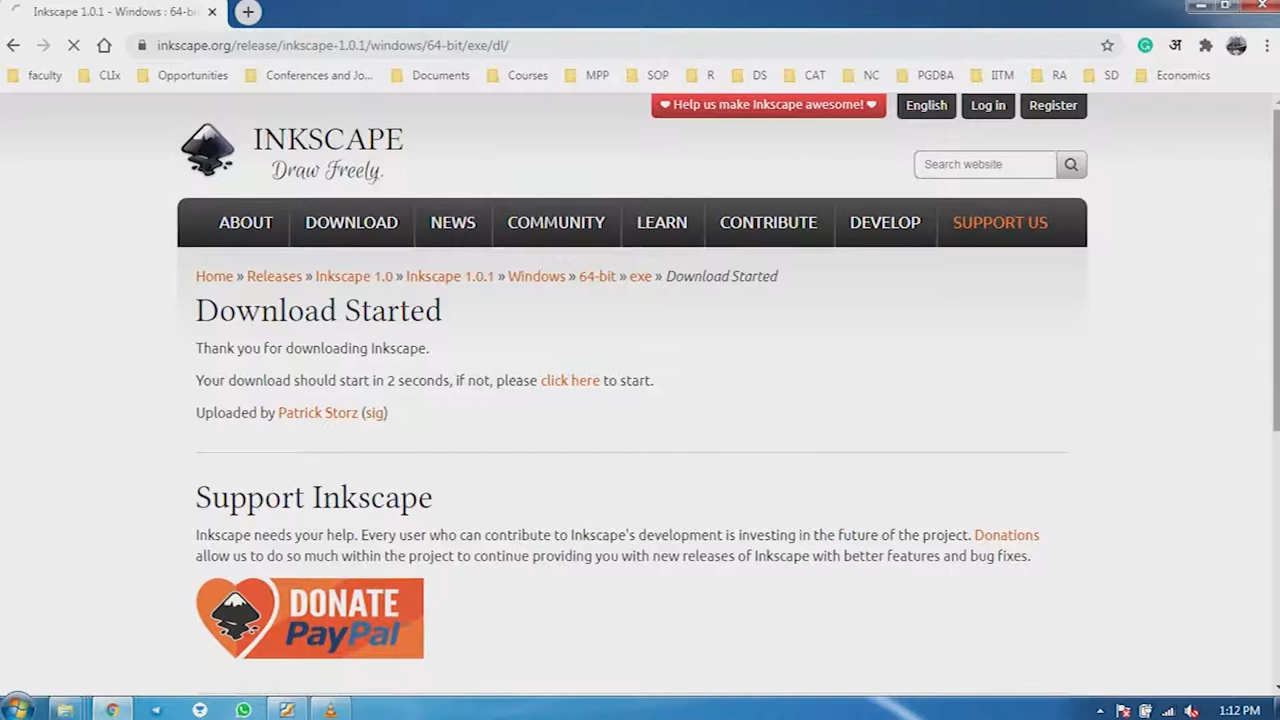 Inkscape 1.0.1 - Windows : 64-b
inkscape.org/release/inkscape-1.0.1/windows/64-bit/exe/dl/
अ
faculty CLIx Opportunities Conferences and Jo... Documents Courses MPP SOP R DS CAT NC PGDBA IITM RA SD Economics
❤ Help us make Inkscape awesome! ❤ English Log in Register
INKSCAPE
Draw Freely.
Search website
ABOUT DOWNLOAD NEWS COMMUNITY LEARN CONTRIBUTE DEVELOP SUPPORT US
Home » Releases » Inkscape 1.0 » Inkscape 1.0.1 » Windows » 64-bit » exe » Download Started
Download Started
Thank you for downloading Inkscape.
Your download should start in 2 seconds, if not, please click here to start.
Uploaded by Patrick Storz (sig)
Support Inkscape
Inkscape needs your help. Every user who can contribute to Inkscape's development is investing in the future of the project. Donations
allow us to do so much within the project to continue providing you with new releases of Inkscape with better features and bug fixes.
DONATE
PayPal
1:12 PM